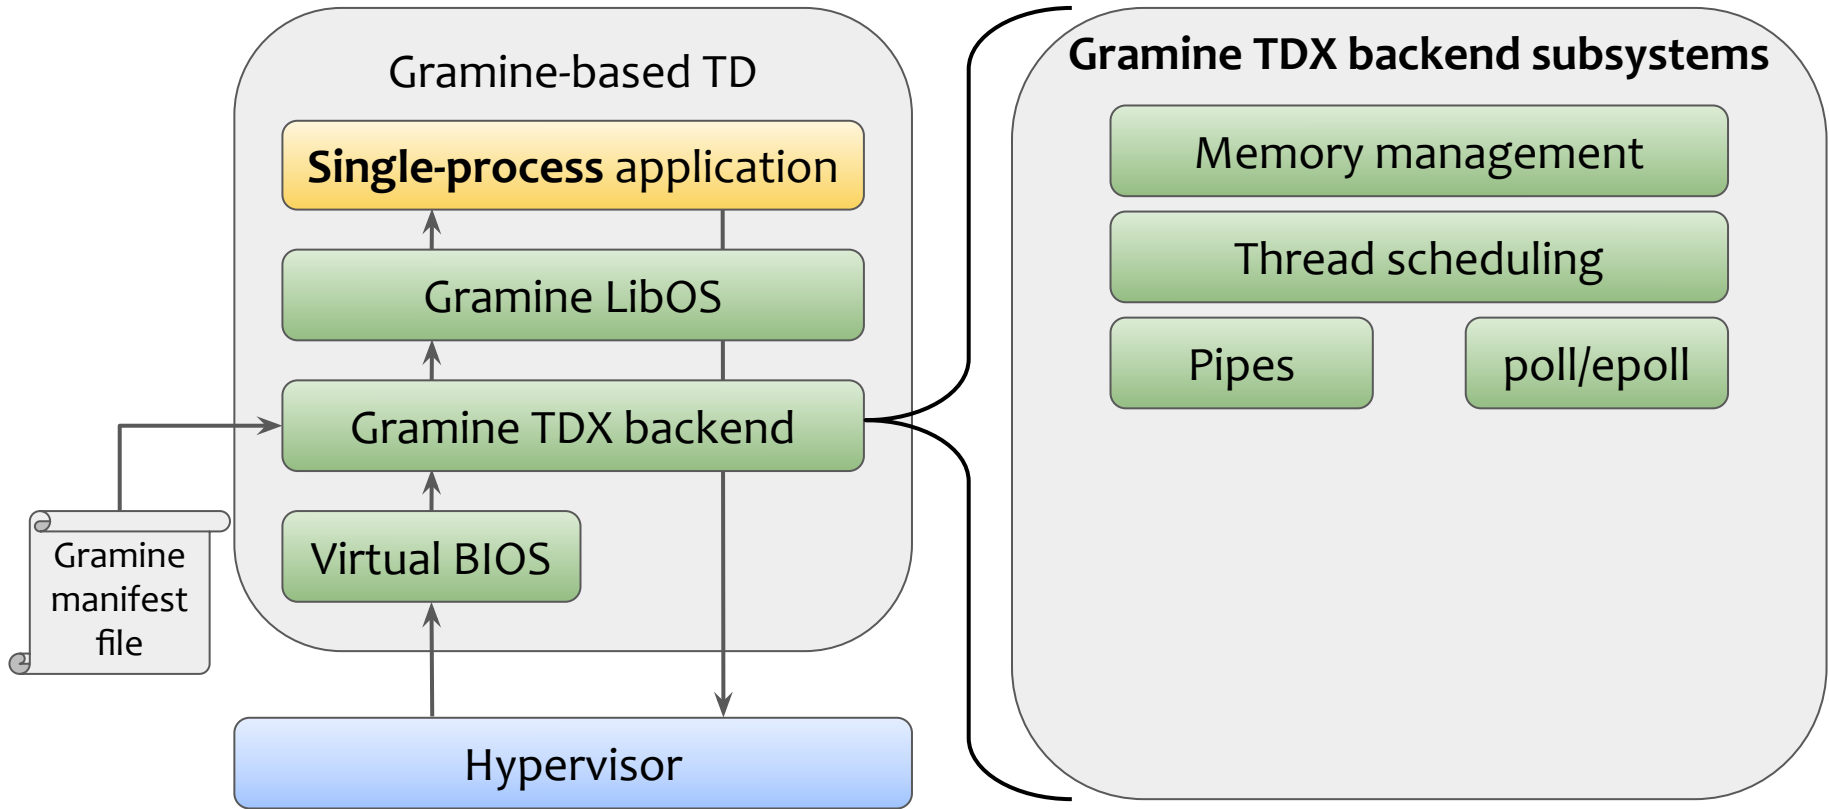 Gramine-based TD
Single-process application
Gramine LibOS
Gramine TDX backend
Virtual BIOS
Gramine
manifest
file
Hypervisor
Gramine TDX backend subsystems
Memory management
Thread scheduling
Pipes
poll/epoll